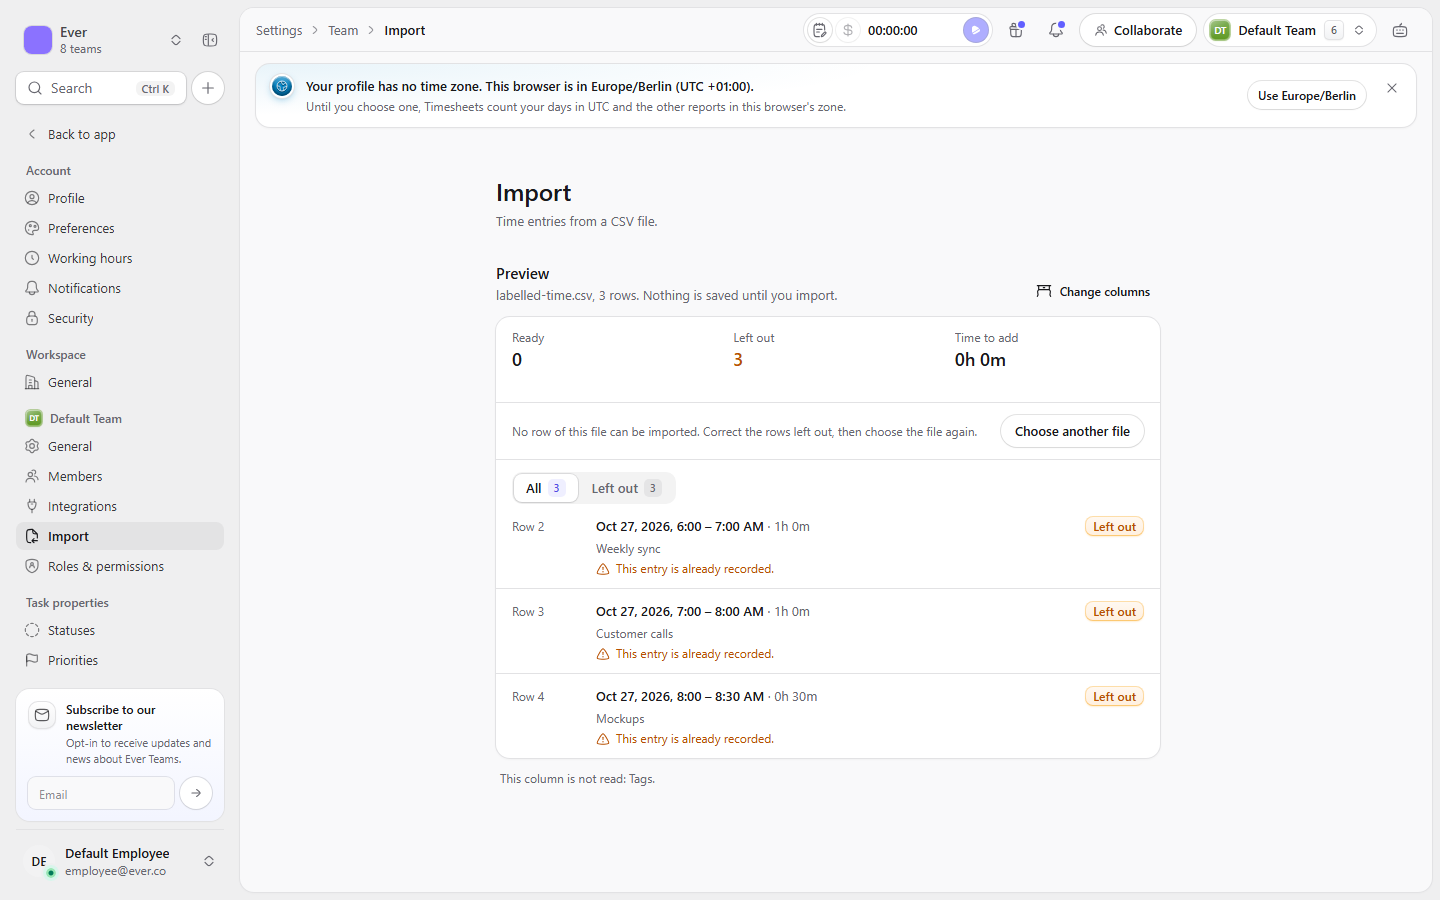 Ever
8 teams
Search
Ctrl K
Back to app
Account
Profile
Preferences
Working hours
Notifications
Security
Workspace
General
DT
Default Team
General
Members
Integrations
Import
Roles & permissions
Task properties
Statuses
Priorities
Subscribe to our
newsletter
Opt-in to receive updates and
news about Ever Teams.
Email
DE
Default Employee
employee@ever.co
Settings
Team
Import
00:00:00
Collaborate
DT
Default Team
6
Your profile has no time zone. This browser is in Europe/Berlin (UTC +01:00).
Until you choose one, Timesheets count your days in UTC and the other reports in this browser's zone.
Use Europe/Berlin
Import
Time entries from a CSV file.
Preview
labelled-time.csv, 3 rows. Nothing is saved until you import.
Change columns
Ready
0
Left out
3
Time to add
0h 0m
No row of this file can be imported. Correct the rows left out, then choose the file again.
Choose another file
All 3
Left out 3
Row 2
Oct 27, 2026, 6:00 – 7:00 AM · 1h 0m
Left out
Weekly sync
This entry is already recorded.
Row 3
Oct 27, 2026, 7:00 – 8:00 AM · 1h 0m
Left out
Customer calls
This entry is already recorded.
Row 4
Oct 27, 2026, 8:00 – 8:30 AM · 0h 30m
Left out
Mockups
This entry is already recorded.
This column is not read: Tags.